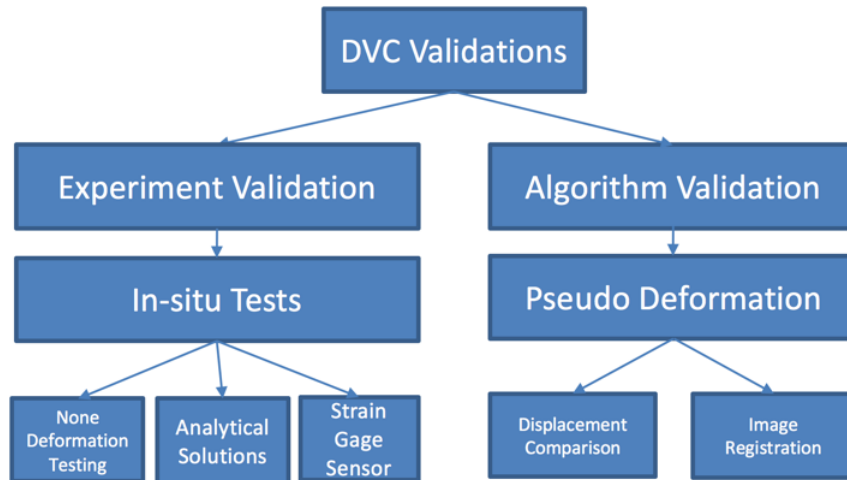 DVC Validations
Experiment Validation
Algorithm Validation
In-situ Tests
Pseudo Deformation
None
Deformation
Testing
Analytical
Solutions
Strain
Gage
Sensor
Displacement
Comparison
Image
Registration